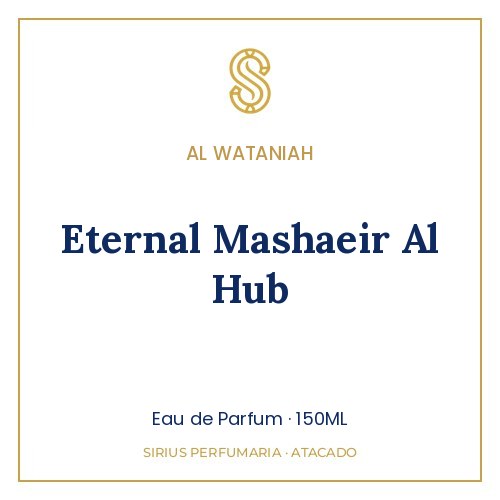 AL WATANIAH
Eternal Mashaeir Al
Hub
Eau de Parfum · 150ML
SIRIUS PERFUMARIA · ATACADO